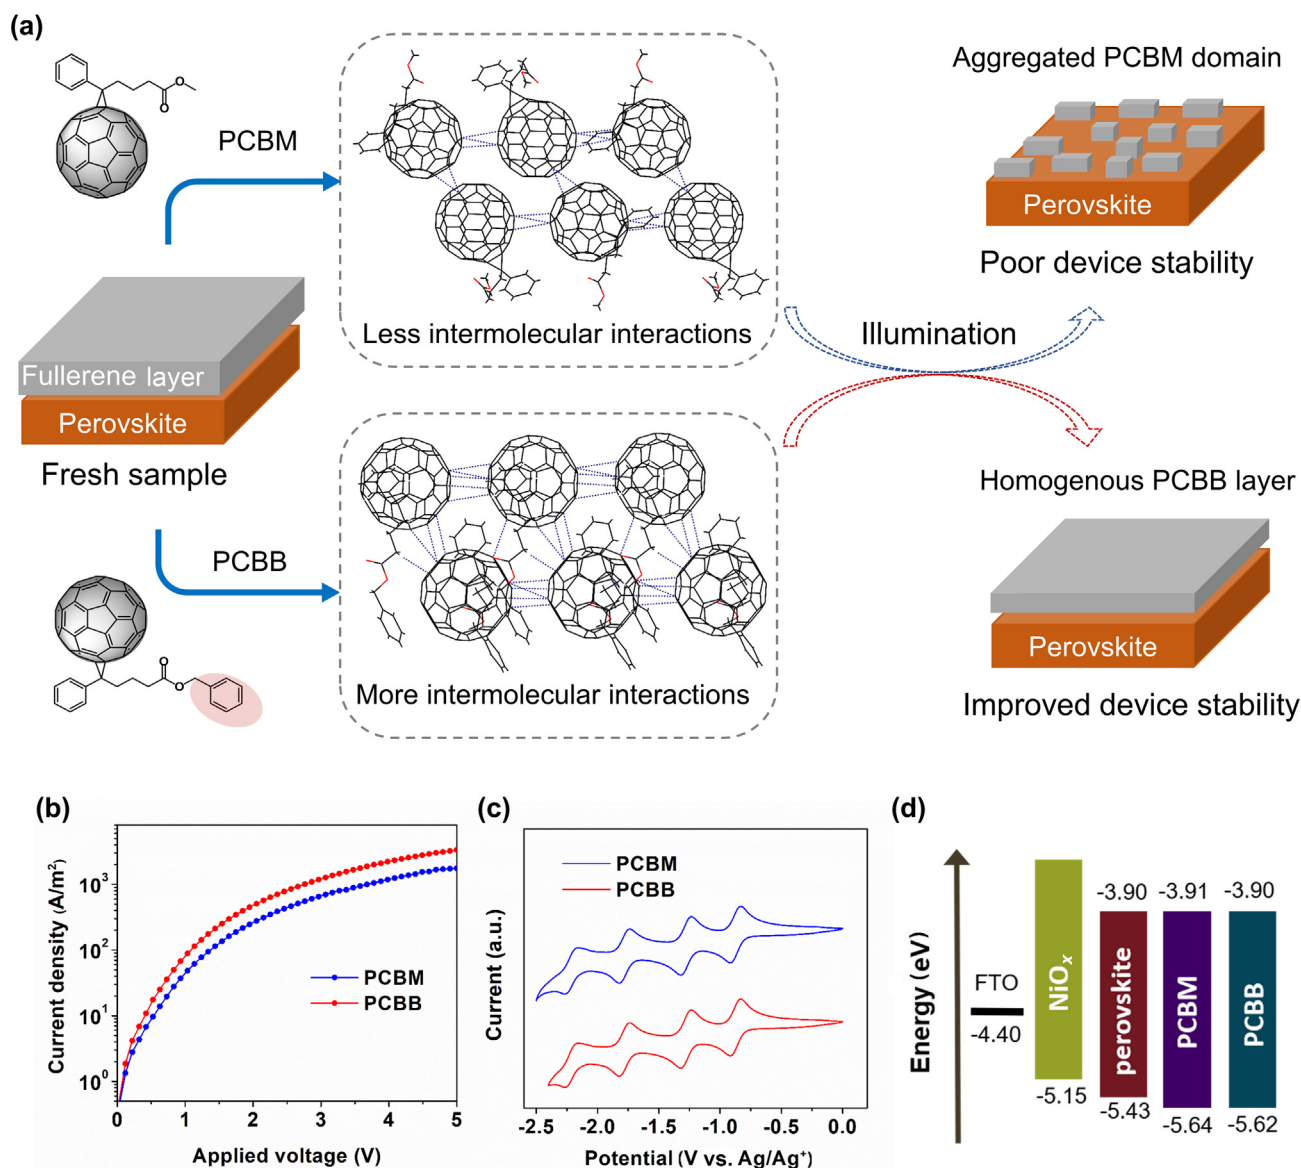 (a)
PCBM
Less intermolecular interactions
Aggregated PCBM domain
Perovskite
Poor device stability
Fullerene layer
Perovskite
Fresh sample
Illumination
PCBB
More intermolecular interactions
Homogenous PCBB layer
Perovskite
Improved device stability
O
O
O
O
(b)
Current density (A/m²)
10³
10²
10¹
10⁰
PCBM
PCBB
0
1
2
3
4
5
Applied voltage (V)
(c)
Current (a.u.)
PCBM
PCBB
-2.5
-2.0
-1.5
-1.0
-0.5
0.0
Potential (V vs. Ag/Ag⁺)
(d)
Energy (eV)
FTO
-4.40
NiOₓ
-5.15
-3.90
perovskite
-5.43
-3.91
PCBM
-5.64
-3.90
PCBB
-5.62